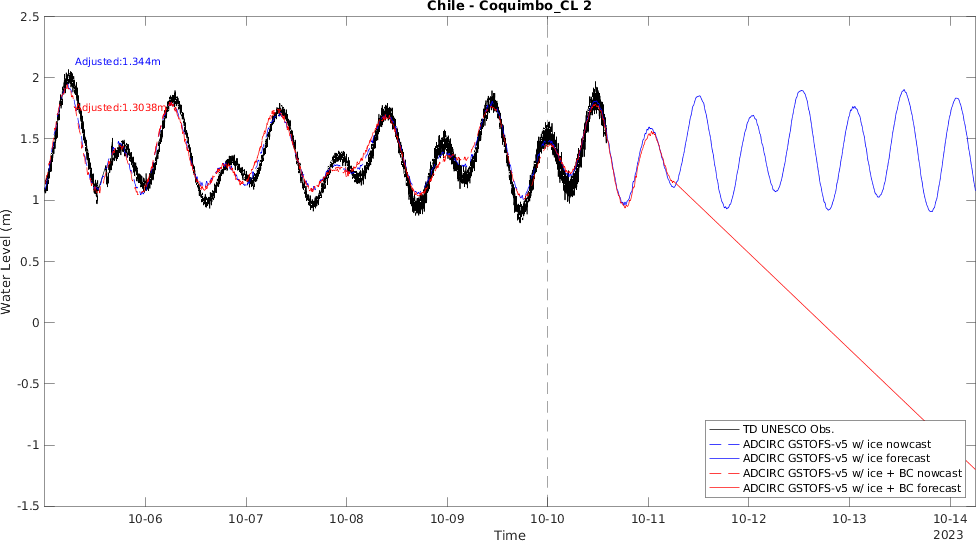 Chile - Coquimbo_CL 2
2.5
2
1.5
1
0.5
0
-0.5
-1
-1.5
Water Level (m)
Adjusted:1.344m
Adjusted:1.3038m
TD UNESCO Obs.
ADCIRC GSTOFS-v5 w/ ice nowcast
ADCIRC GSTOFS-v5 w/ ice forecast
ADCIRC GSTOFS-v5 w/ ice + BC nowcast
ADCIRC GSTOFS-v5 w/ ice + BC forecast
10-06 10-07 10-08 10-09 10-10 10-11 10-12 10-13 10-14
Time
2023